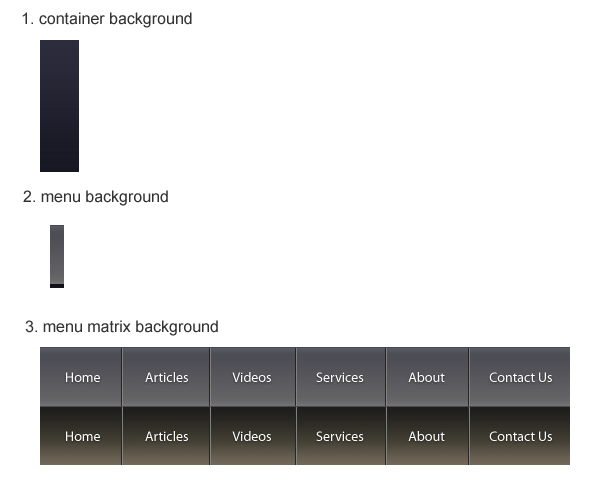 1. container background
2. menu background
3. menu matrix background
Home Articles Videos Services About Contact Us
Home Articles Videos Services About Contact Us